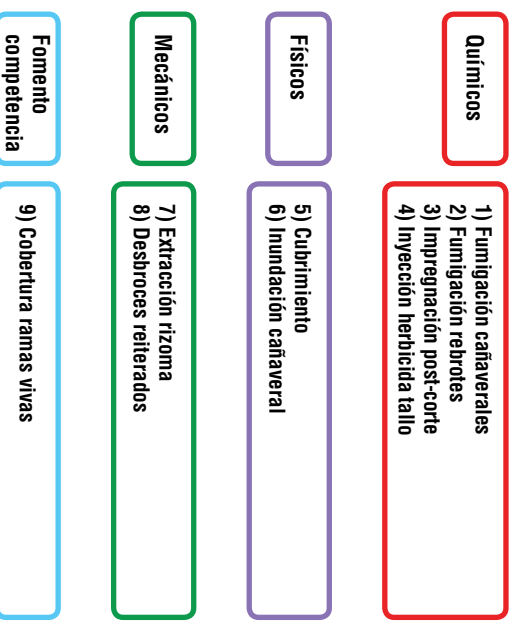 Químicos
1) Fumigación cañaverales
2) Fumigación rebrotes
3) Impregnación post-corte
4) Inyección herbicida tallo
Físicos
5) Cubrimiento
6) Inundación cañaveral
Mecánicos
7) Extracción rizoma
8) Desbroces reiterados
Fomento
competencia
9) Cobertura ramas vivas